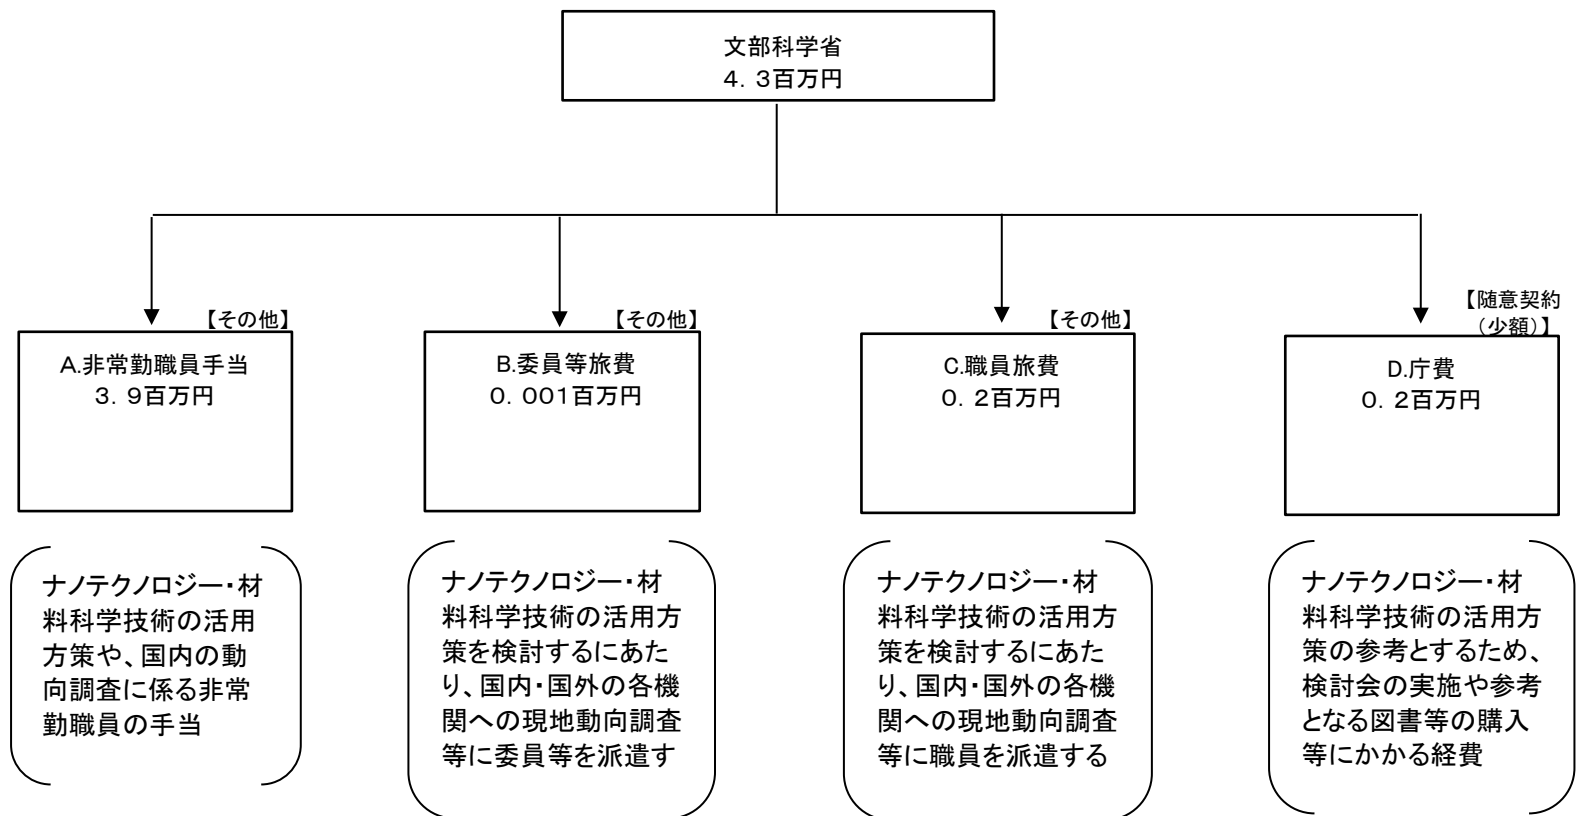 文部科学省
4．3百万円
【その他】
A.非常勤職員手当
3．9百万円
【その他】
B.委員等旅費
0．001百万円
【その他】
C.職員旅費
0．2百万円
【随意契約
（少額）】
D.庁費
0．2百万円
ナノテクノロジー・材
料科学技術の活用
方策や、国内の動
向調査に係る非常
勤職員の手当
ナノテクノロジー・材
料科学技術の活用方
策を検討するにあた
り、国内・国外の各機
関への現地動向調査
等に委員等を派遣す
ナノテクノロジー・材
料科学技術の活用方
策を検討するにあた
り、国内・国外の各機
関への現地動向調査
等に職員を派遣する
ナノテクノロジー・材
料科学技術の活用方
策の参考とするため、
検討会の実施や参考
となる図書等の購入
等にかかる経費